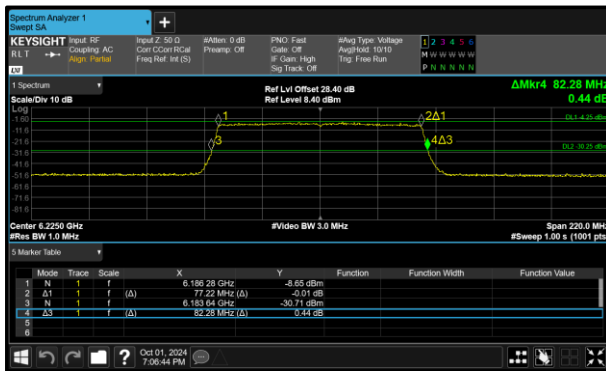 Spectrum Analyzer 1
Swept SA
KEYSIGHT Input: RF Input Z: 50 Ω #Atten: 0 dB PNO: Fast #Avg Type: Voltage 1 2 3 4 5 6
RLT Coupling: AC Corr CCorr RCal Preamp: Off Gate: Off Avg|Hold: 10/10 M W W W W W
Align: Partial Freq Ref: Int (S) IF Gain: High Trig: Free Run P N N N N N
LXI Sig Track: Off
1 Spectrum Ref Lvl Offset 28.40 dB ΔMkr4 82.28 MHz
Scale/Div 10 dB Ref Level 8.40 dBm 0.44 dB
Log
-1.60 1 2Δ1 DL1 -4.25 dBm
-11.6
-21.6 3 4Δ3
-31.6 DL2 -30.25 dBm
-41.6
-51.6
-61.6
-71.6
-81.6
Center 6.2250 GHz #Video BW 3.0 MHz Span 220.0 MHz
#Res BW 1.0 MHz #Sweep 1.00 s (1001 pts)
5 Marker Table
Mode Trace Scale X Y Function Function Width Function Value
1 N 1 f 6.186 28 GHz -8.65 dBm
2 Δ1 1 f (Δ) 77.22 MHz (Δ) -0.01 dB
3 N 1 f 6.183 64 GHz -30.71 dBm
4 Δ3 1 f (Δ) 82.28 MHz (Δ) 0.44 dB
5
6
Oct 01, 2024
7:06:44 PM